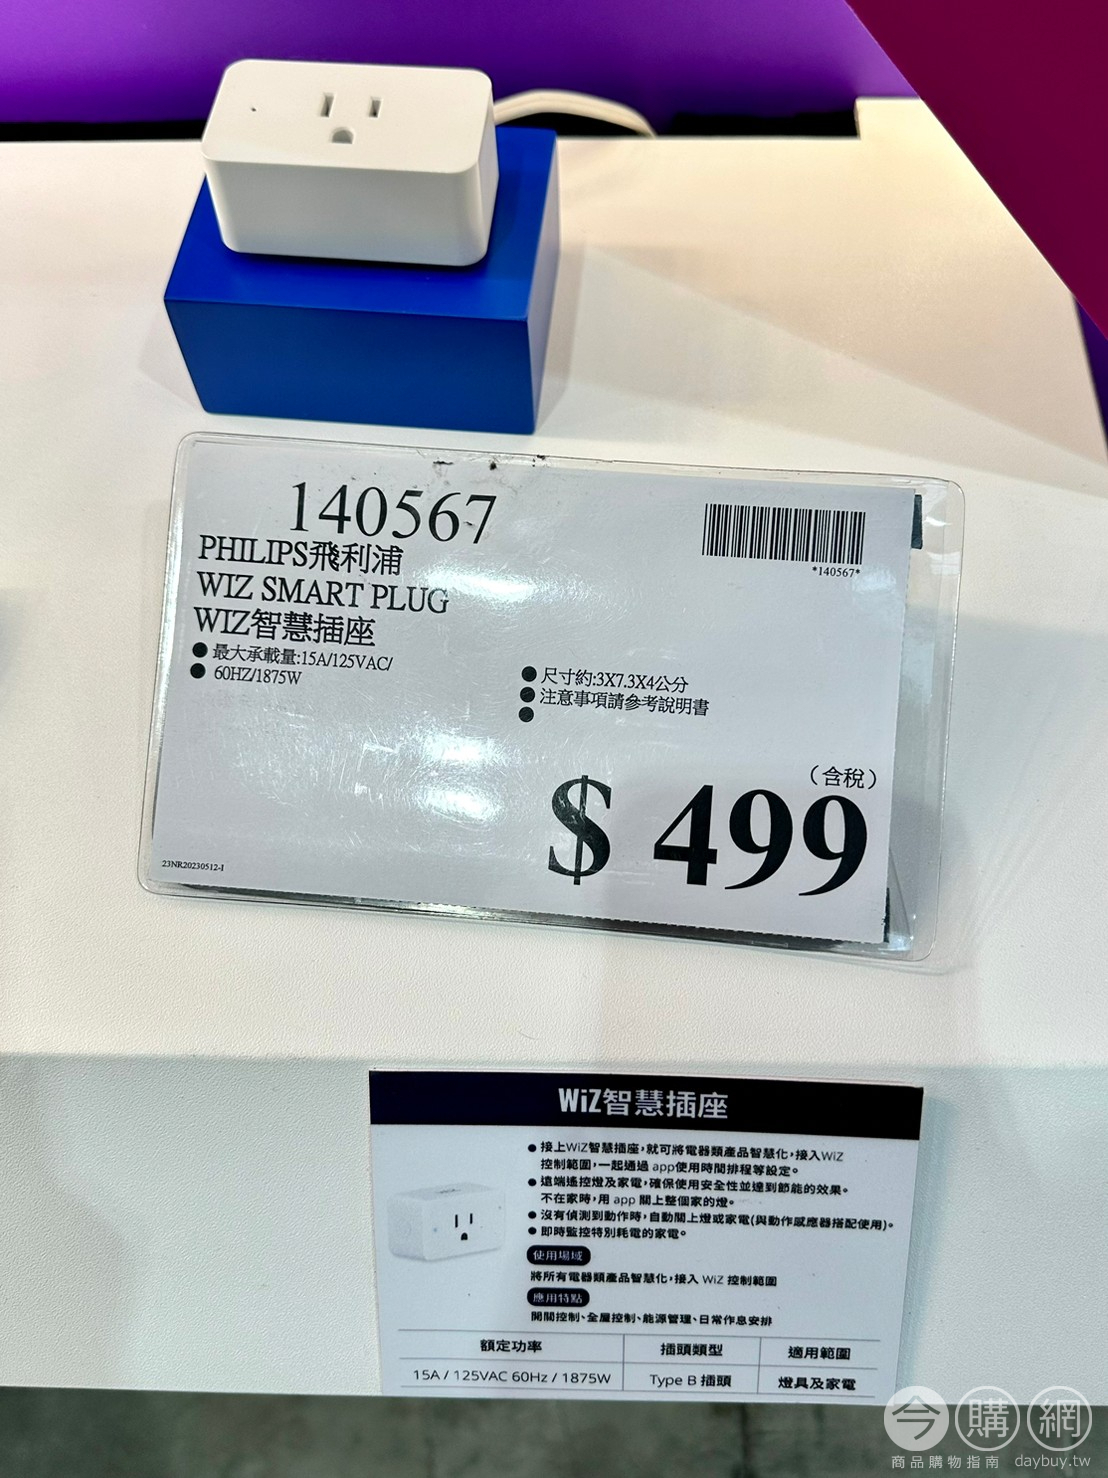 140567
PHILIPS飛利浦
WIZ SMART PLUG
WIZ智慧插座
●最大承載量:15A/125VAC/
● 60HZ/1875W
*140567*
●尺寸約:3X7.3X4公分
●注意事項請參考說明書
●
(含稅)
$ 499
23NR20230512-I
WiZ智慧插座
● 接上WiZ智慧插座,就可將電器類產品智慧化,接入WiZ
控制範圍,一起通過 app使用時間排程等設定。
● 遠端遙控燈及家電,確保使用安全性並達到節能的效果。
不在家時,用 app 關上整個家的燈。
● 沒有偵測到動作時,自動關上燈或家電(與動作感應器搭配使用)。
● 即時監控特別耗電的家電。
使用場域
將所有電器類產品智慧化,接入 WiZ 控制範圍
應用特點
開關控制、全屋控制、能源管理、日常作息安排
額定功率 插頭類型 適用範圍
15A / 125VAC 60Hz / 1875W Type B 插頭 燈具及家電
今購網
商品購物指南 daybuy.tw